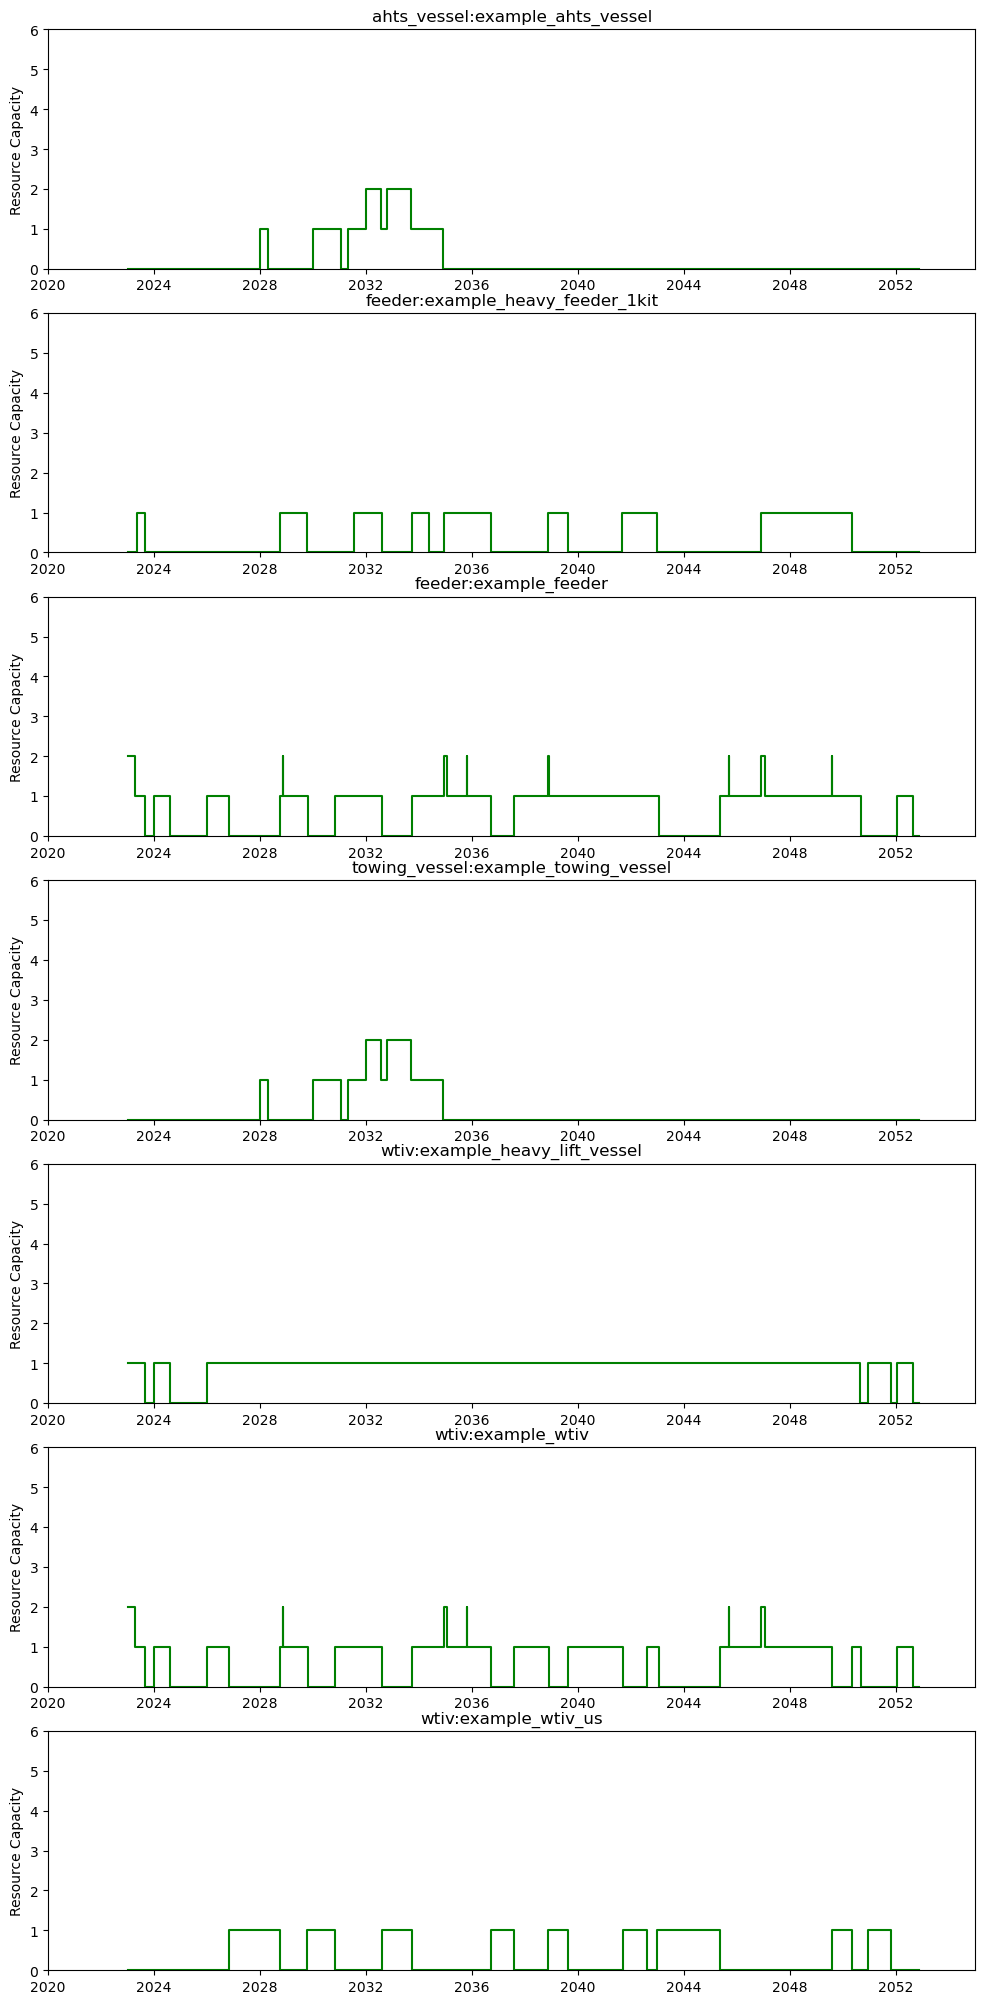 ahts_vessel:example_ahts_vessel
6
5
4
3
2
1
0
Resource Capacity
2020 2024 2028 2032 2036 2040 2044 2048 2052
feeder:example_heavy_feeder_1kit
6
5
4
3
2
1
0
Resource Capacity
2020 2024 2028 2032 2036 2040 2044 2048 2052
feeder:example_feeder
6
5
4
3
2
1
0
Resource Capacity
2020 2024 2028 2032 2036 2040 2044 2048 2052
towing_vessel:example_towing_vessel
6
5
4
3
2
1
0
Resource Capacity
2020 2024 2028 2032 2036 2040 2044 2048 2052
wtiv:example_heavy_lift_vessel
6
5
4
3
2
1
0
Resource Capacity
2020 2024 2028 2032 2036 2040 2044 2048 2052
wtiv:example_wtiv
6
5
4
3
2
1
0
Resource Capacity
2020 2024 2028 2032 2036 2040 2044 2048 2052
wtiv:example_wtiv_us
6
5
4
3
2
1
0
Resource Capacity
2020 2024 2028 2032 2036 2040 2044 2048 2052